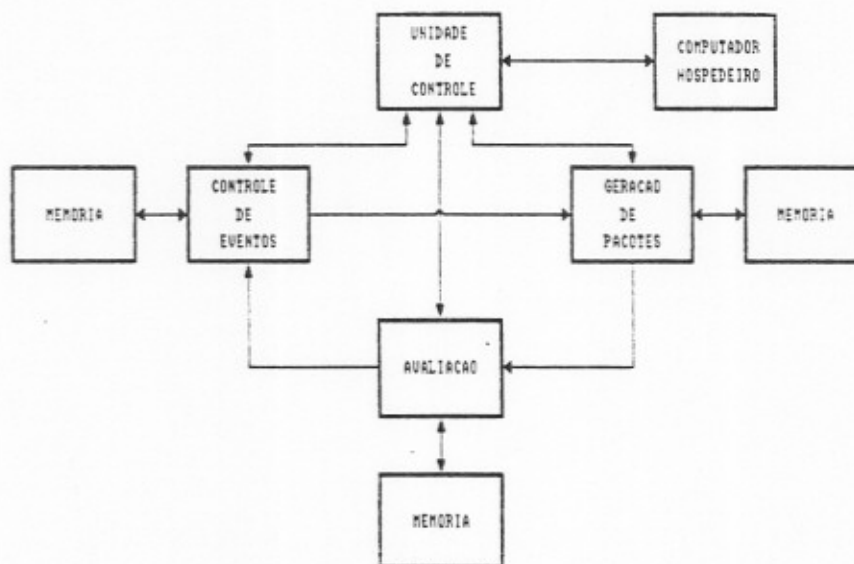 UNIDADE
DE
CONTROLE
COMPUTADOR
HOSPEDEIRO
MEMORIA
CONTROLE
DE
EVENTOS
GERACAO
DE
PACOTES
MEMORIA
AVALIACAO
MEMORIA